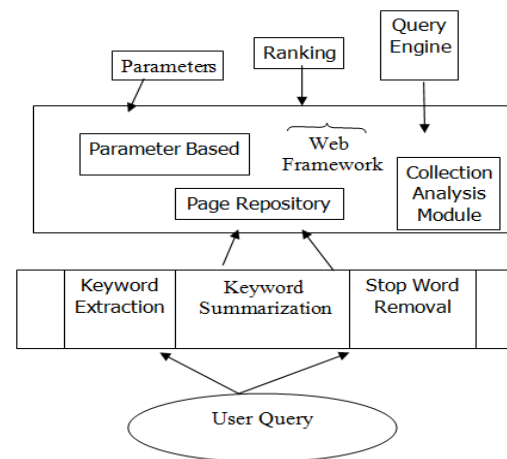 Query
Engine
Ranking
Parameters
Web
Framework
Parameter Based
Collection
Analysis
Module
Page Repository
Keyword
Extraction
Keyword
Summarization
Stop Word
Removal
User Query